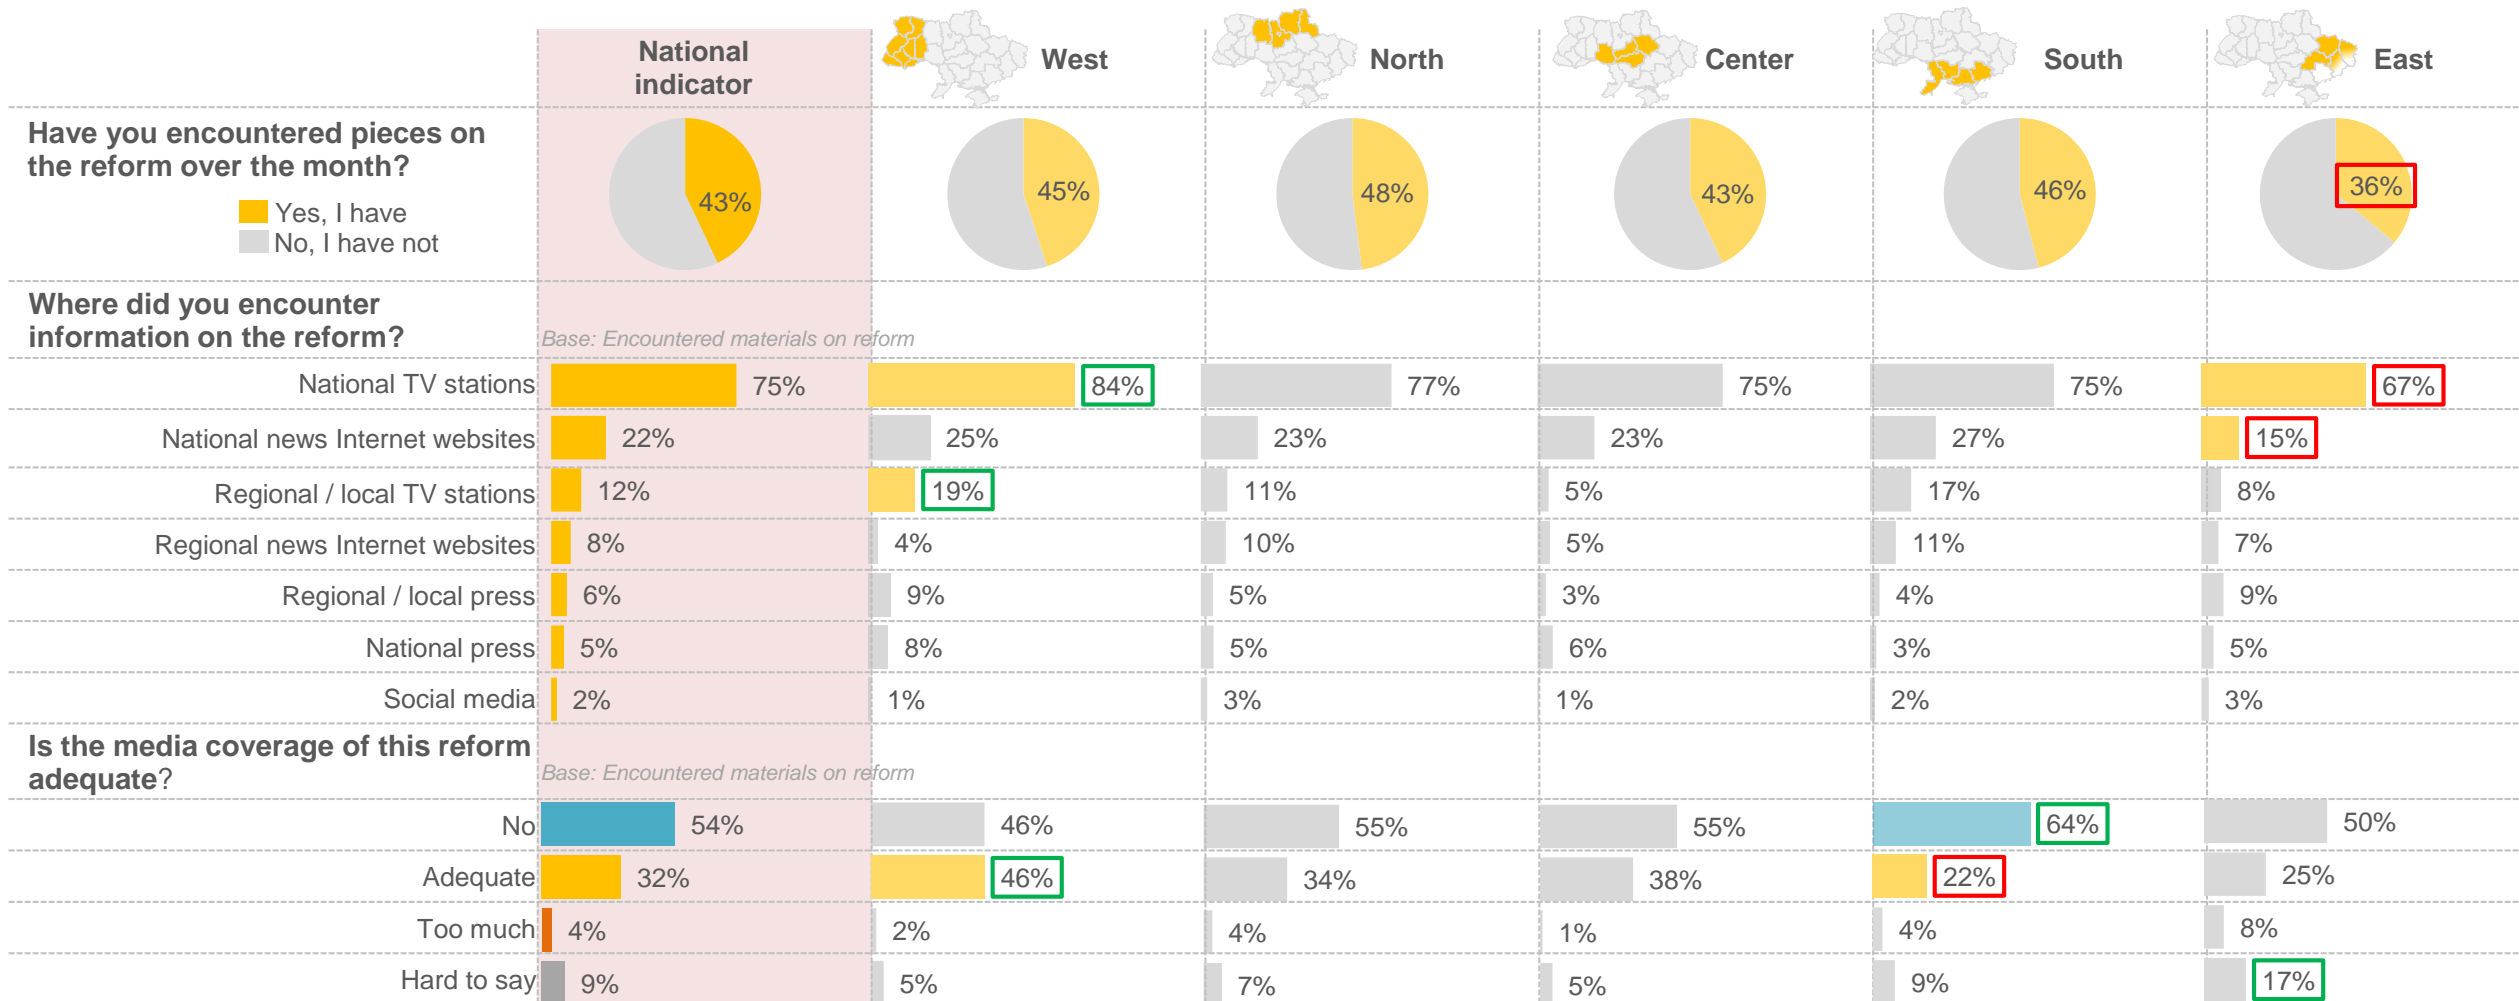 National
indicator
West
North
Center
South
East
Have you encountered pieces on
the reform over the month?
Yes, I have
No, I have not
43%
45%
48%
43%
46%
36%
Where did you encounter
information on the reform?
Base: Encountered materials on reform
National TV stations 75% 84% 77% 75% 75% 67%
National news Internet websites 22% 25% 23% 23% 27% 15%
Regional / local TV stations 12% 19% 11% 5% 17% 8%
Regional news Internet websites 8% 4% 10% 5% 11% 7%
Regional / local press 6% 9% 5% 3% 4% 9%
National press 5% 8% 5% 6% 3% 5%
Social media 2% 1% 3% 1% 2% 3%
Is the media coverage of this reform
adequate?
Base: Encountered materials on reform
No 54% 46% 55% 55% 64% 50%
Adequate 32% 46% 34% 38% 22% 25%
Too much 4% 2% 4% 1% 4% 8%
Hard to say 9% 5% 7% 5% 9% 17%